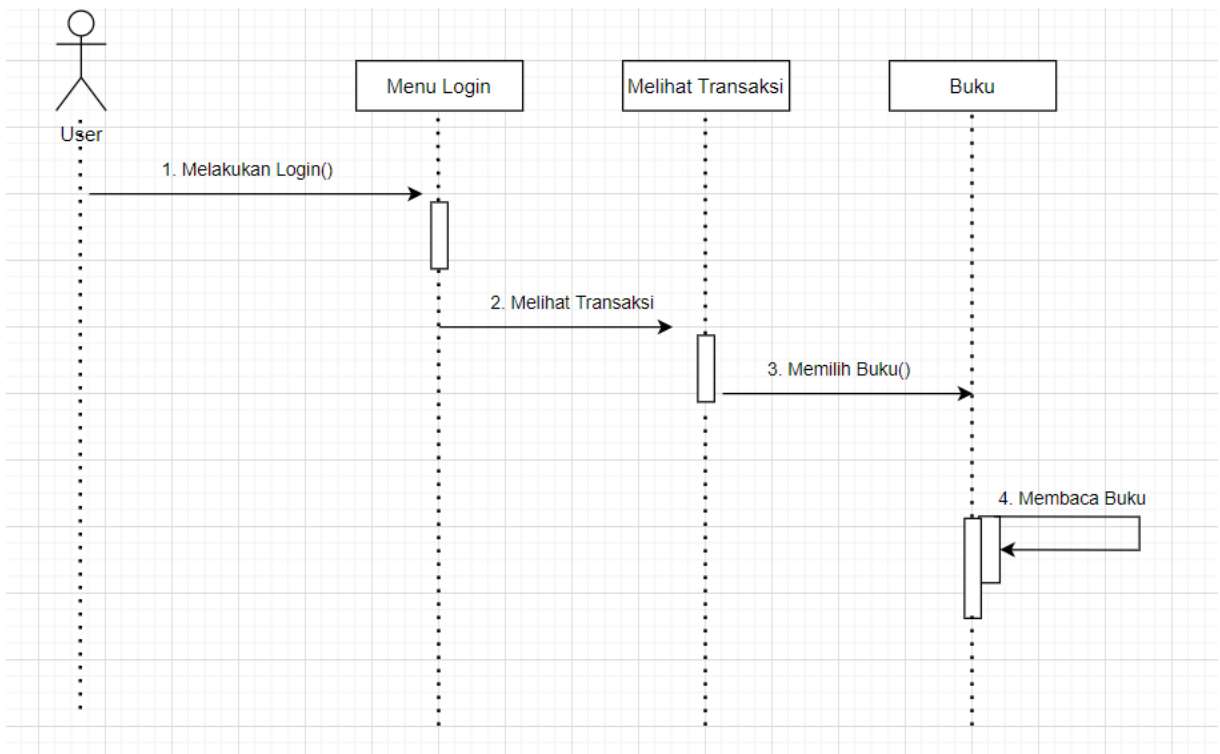 Menu Login
Melihat Transaksi
Buku
User
1. Melakukan Login()
2. Melihat Transaksi
3. Memilih Buku()
4. Membaca Buku